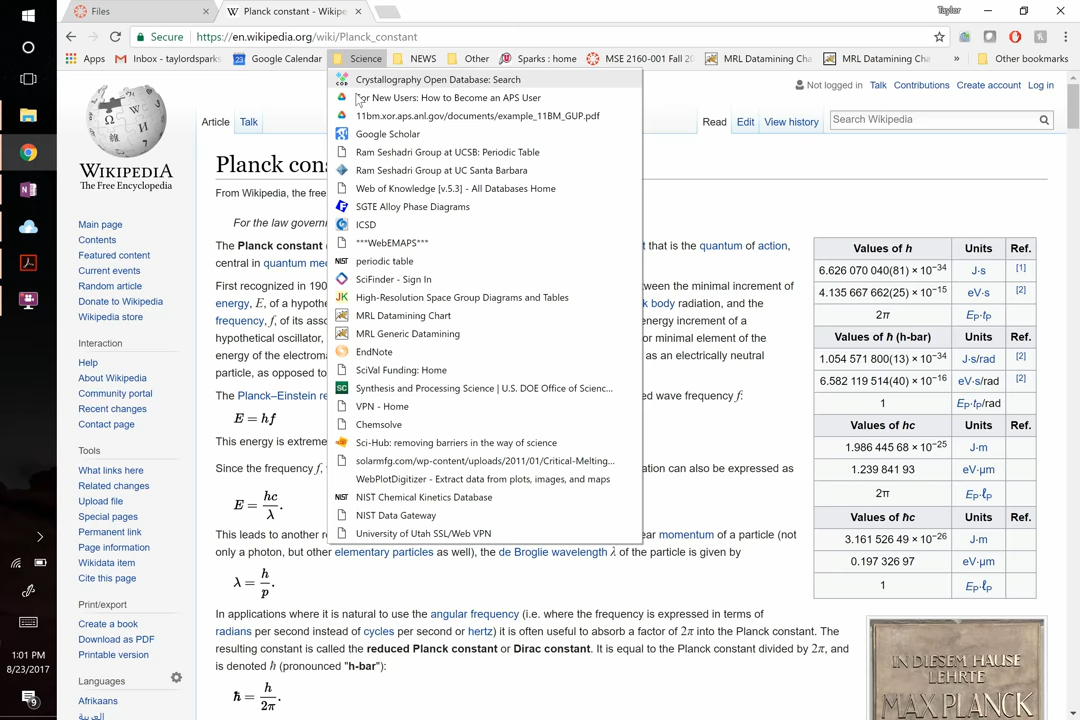 Files
Planck constant - Wikipe
Taylor
Secure
https://en.wikipedia.org/wiki/Planck_constant
Apps
Inbox - taylordsparks
Google Calendar
Science
NEWS
Other
Sparks : home
MSE 2160-001 Fall 20
MRL Datamining Cha
MRL Datamining Cha
»
Other bookmarks
Crystallography Open Database: Search
For New Users: How to Become an APS User
11bm.xor.aps.anl.gov/documents/example_11BM_GUP.pdf
Google Scholar
Ram Seshadri Group at UCSB: Periodic Table
Ram Seshadri Group at UC Santa Barbara
Web of Knowledge [v.5.3] - All Databases Home
SGTE Alloy Phase Diagrams
ICSD
***WebEMAPS***
NIST periodic table
SciFinder - Sign In
JK High-Resolution Space Group Diagrams and Tables
MRL Datamining Chart
MRL Generic Datamining
EndNote
SciVal Funding: Home
SC Synthesis and Processing Science | U.S. DOE Office of Scienc...
VPN - Home
Chemsolve
Sci-Hub: removing barriers in the way of science
solarmfg.com/wp-content/uploads/2011/01/Critical-Melting...
WebPlotDigitizer - Extract data from plots, images, and maps
NIST NIST Chemical Kinetics Database
NIST Data Gateway
University of Utah SSL/Web VPN
Not logged in Talk Contributions Create account Log in
Article Talk
Read Edit View history
Search Wikipedia
WIKIPEDIA
The Free Encyclopedia
Main page
Contents
Featured content
Current events
Random article
Donate to Wikipedia
Wikipedia store
Interaction
Help
About Wikipedia
Community portal
Recent changes
Contact page
Tools
What links here
Related changes
Upload file
Special pages
Permanent link
Page information
Wikidata item
Cite this page
Print/export
Create a book
Download as PDF
Printable version
Languages
Afrikaans
العربية
Planck cons
From Wikipedia, the free
For the law governi
The Planck constant (
t that is the quantum of action,
central in quantum me
First recognized in 190
tween the minimal increment of
energy, E, of a hypothe
k body radiation, and the
frequency, f, of its asso
energy increment of a
hypothetical oscillator,
or minimal element of the
energy of the electroma
as an electrically neutral
particle, as opposed to
The Planck–Einstein re
ed wave frequency f:
E = hf
This energy is extreme
Since the frequency f,
ation can also be expressed as
E = hc/λ.
This leads to another re
ear momentum of a particle (not
only a photon, but other elementary particles as well), the de Broglie wavelength λ of the particle is given by
λ = h/p.
In applications where it is natural to use the angular frequency (i.e. where the frequency is expressed in terms of
radians per second instead of cycles per second or hertz) it is often useful to absorb a factor of 2π into the Planck constant. The
resulting constant is called the reduced Planck constant or Dirac constant. It is equal to the Planck constant divided by 2π, and
is denoted ħ (pronounced "h-bar"):
ħ = h/2π.
Values of h Units Ref.
6.626 070 040(81) × 10−34 J·s [1]
4.135 667 662(25) × 10−15 eV·s [2]
2π EP·tP
Values of ħ (h-bar) Units Ref.
1.054 571 800(13) × 10−34 J·s/rad [2]
6.582 119 514(40) × 10−16 eV·s/rad [2]
1 EP·tP/rad
Values of hc Units Ref.
1.986 445 68 × 10−25 J·m
1.239 841 93 eV·μm
2π EP·ℓP
Values of ħc Units Ref.
3.161 526 49 × 10−26 J·m
0.197 326 97 eV·μm
1 EP·ℓP
IN DIESEM HAUSE
LEHRTE
MAX PLANCK
1:01 PM
8/23/2017
9